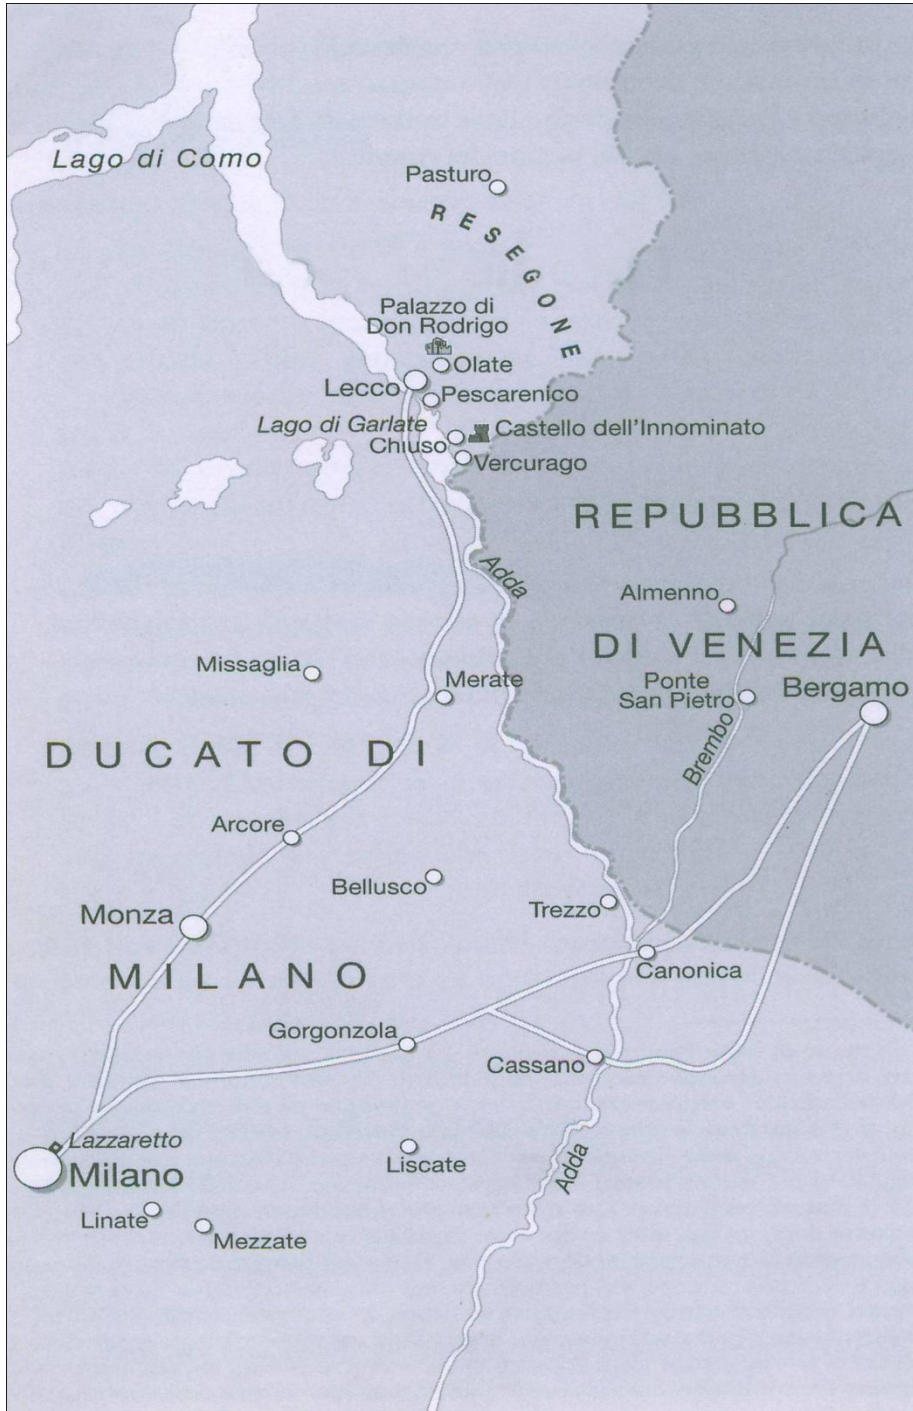 Lago di Como
Pasturo
RESEGONE
Palazzo di
Don Rodrigo
Olate
Lecco
Pescarenico
Lago di Garlate
Castello dell'Innominato
Chiuso
Vercurago
REPUBBLICA
Adda
Almenno
DI VENEZIA
Missaglia
Merate
Ponte
San Pietro
Bergamo
Brembo
DUCATO DI
Arcore
Bellusco
Trezzo
Monza
MILANO
Canonica
Gorgonzola
Cassano
Lazzaretto
Milano
Liscate
Adda
Linate
Mezzate